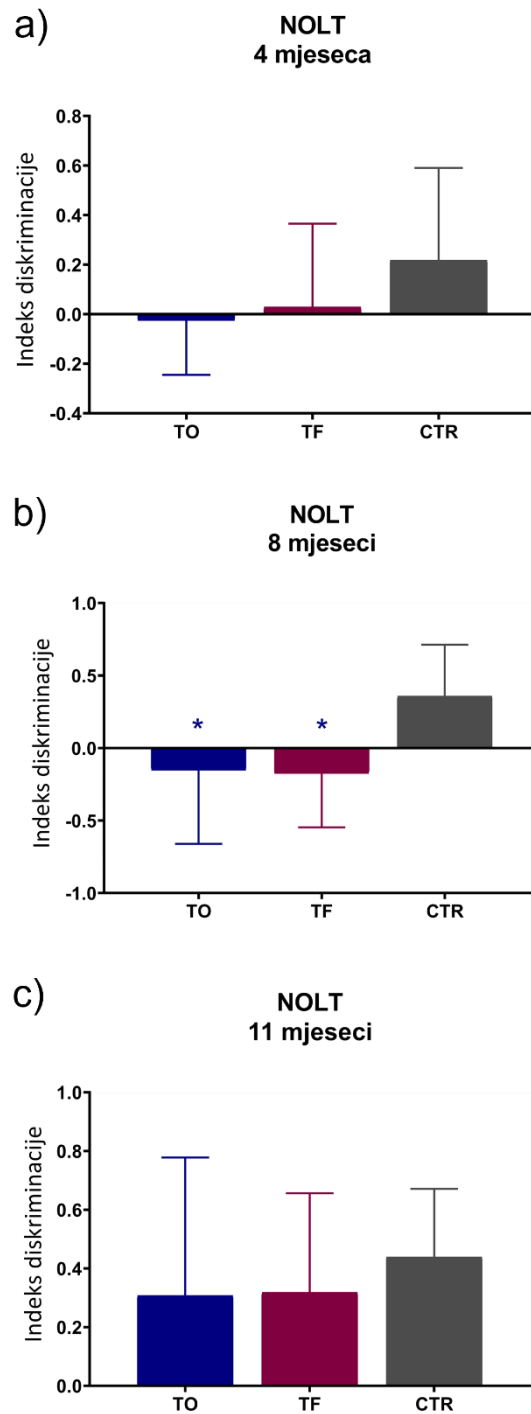 a)
NOLT
4 mjeseca
Indeks diskriminacije
0.8
0.6
0.4
0.2
0.0
-0.2
-0.4
TO TF CTR
b)
NOLT
8 mjeseci
Indeks diskriminacije
1.0
0.5
0.0
-0.5
-1.0
* *
TO TF CTR
c)
NOLT
11 mjeseci
Indeks diskriminacije
1.0
0.8
0.6
0.4
0.2
0.0
TO TF CTR